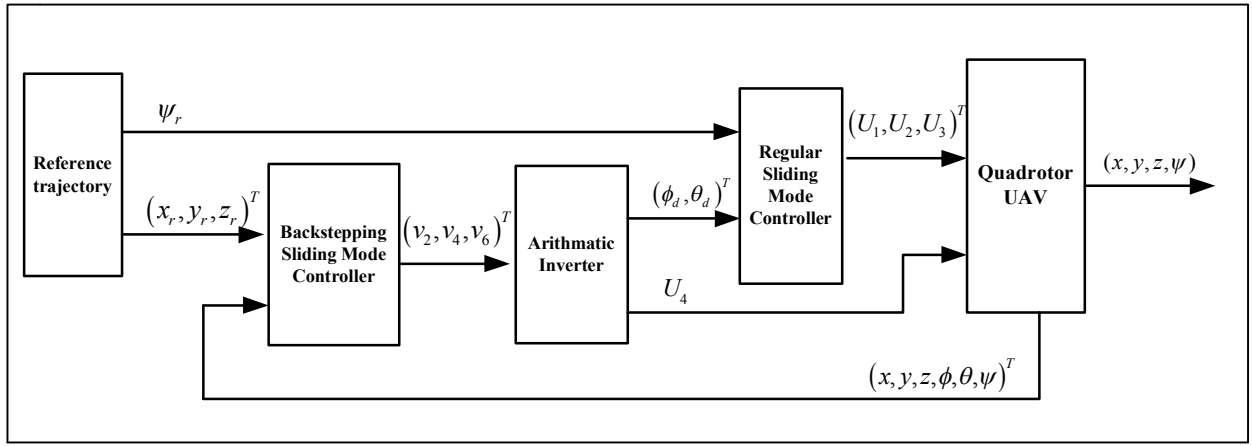 Reference
trajectory
ψ_r
(x_r, y_r, z_r)^T
Backstepping
Sliding Mode
Controller
(v_2, v_4, v_6)^T
Arithmatic
Inverter
(ϕ_d, θ_d)^T
U_4
Regular
Sliding
Mode
Controller
(U_1, U_2, U_3)^T
Quadrotor
UAV
(x, y, z, ψ)
(x, y, z, ϕ, θ, ψ)^T